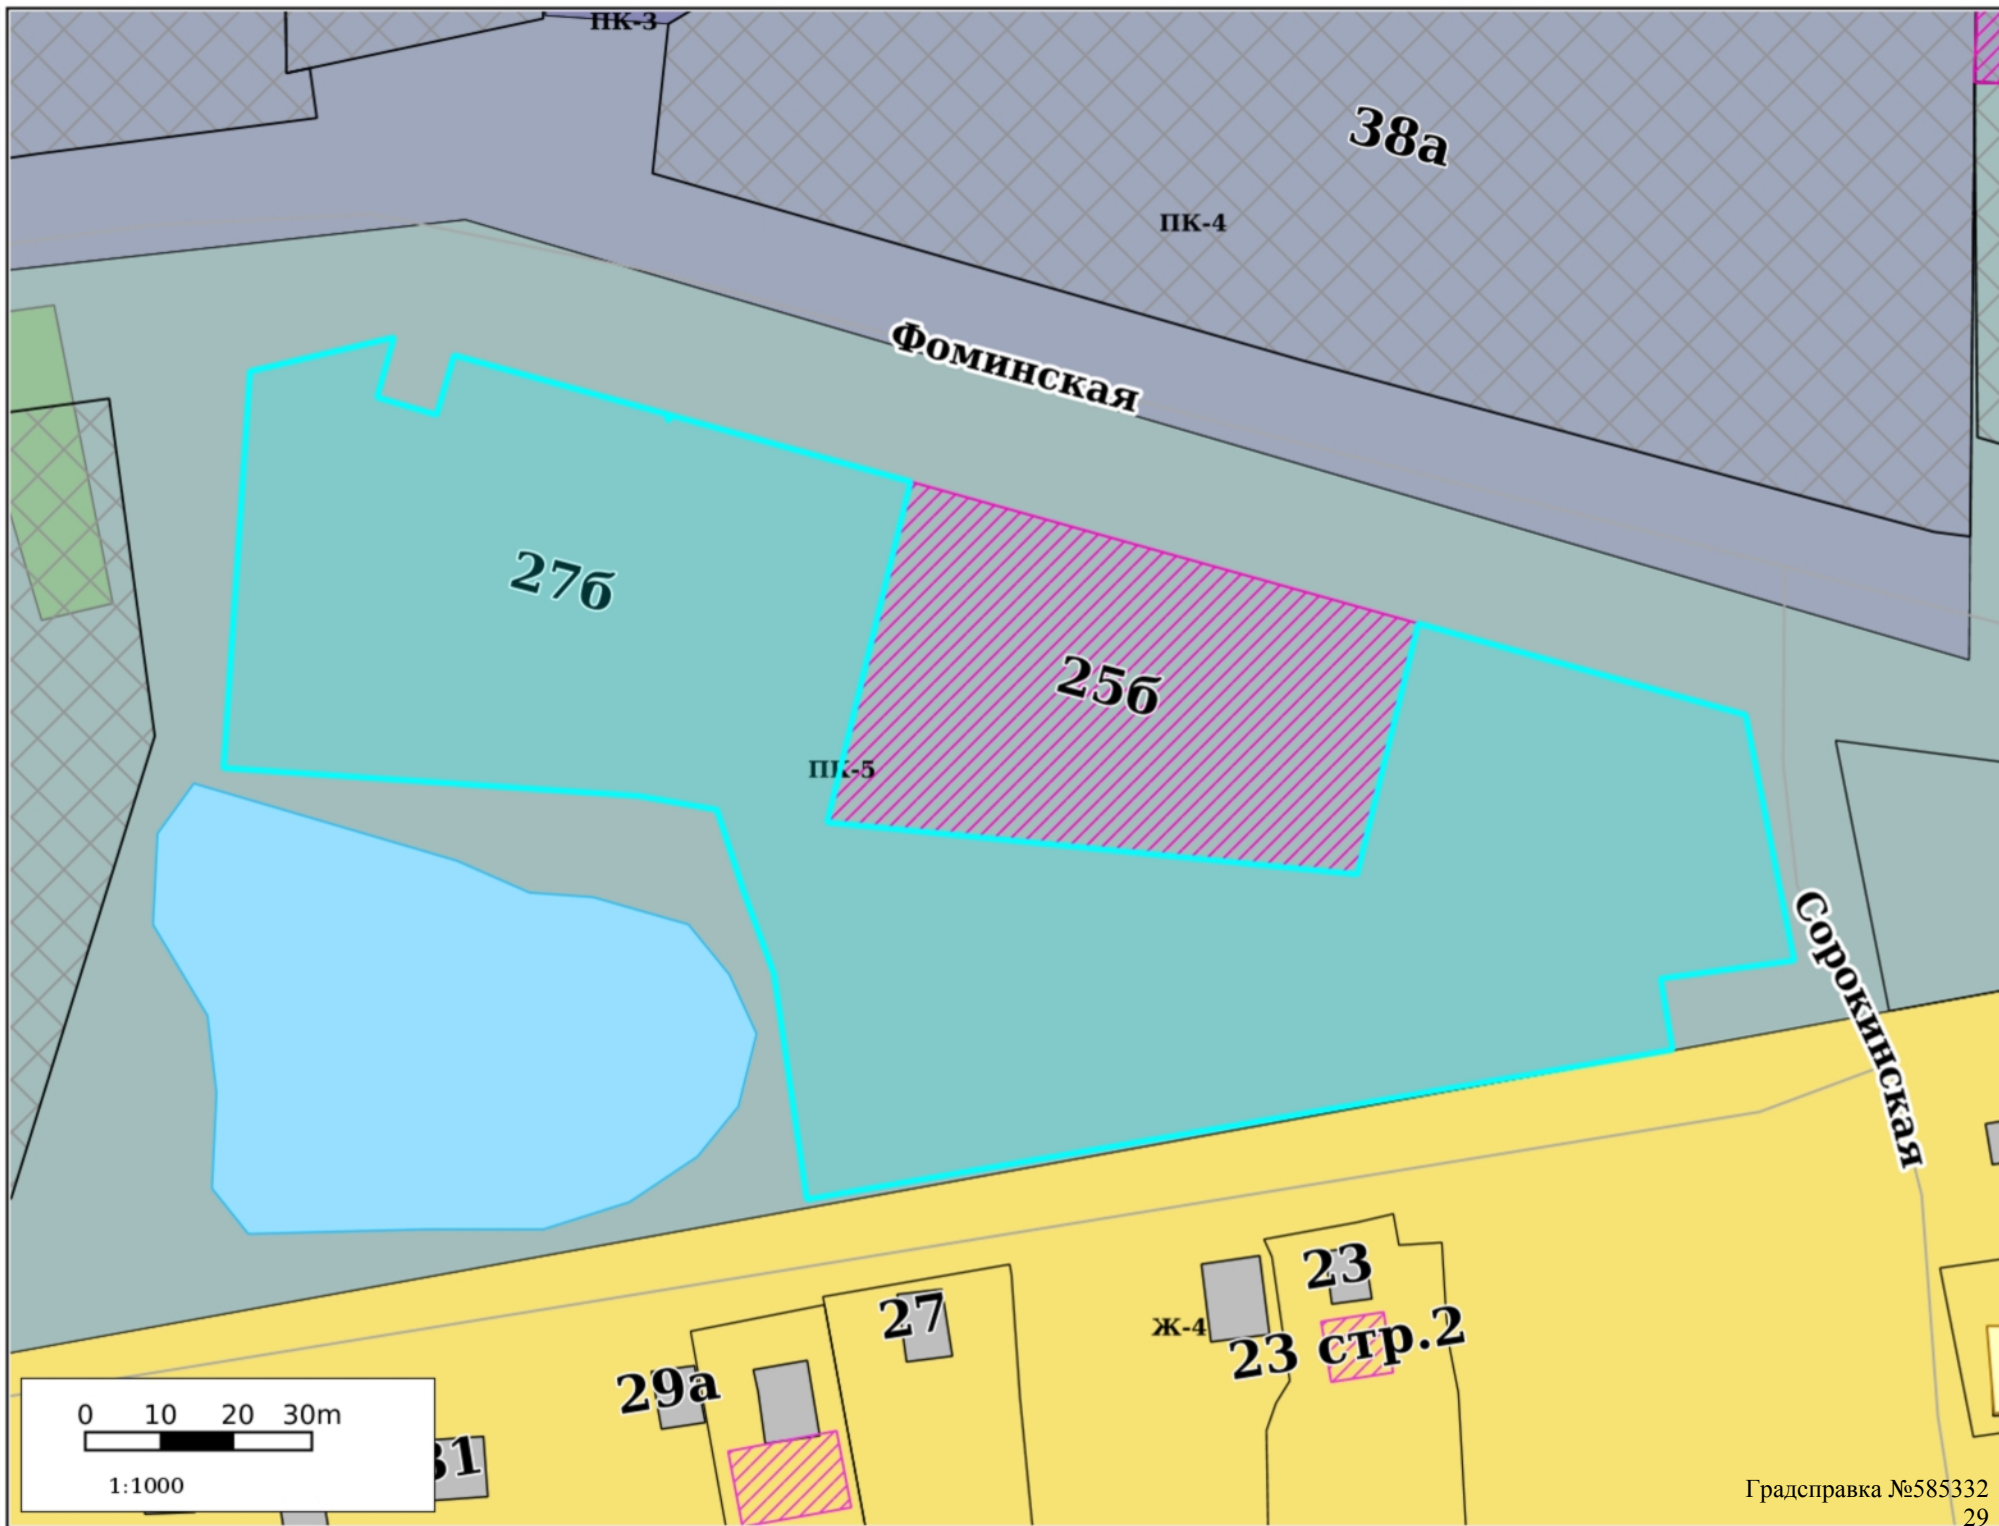 ПК-3
38а
ПК-4
Фоминская
27б
25б
ПК-5
Сорокинская
23
27
Ж-4
23 стр.2
29а
31
0 10 20 30m
1:1000
Градсправка №585332
29